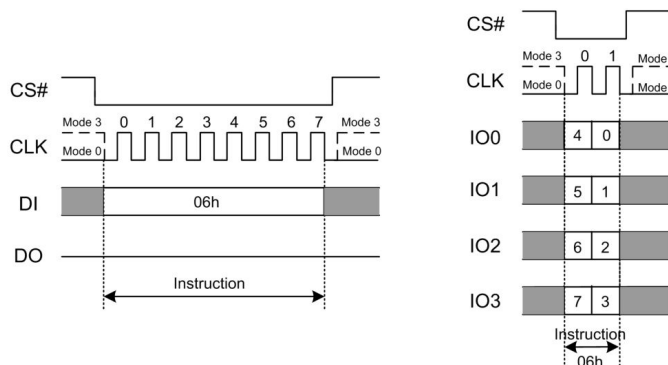 CS#
Mode 3 0 1 2 3 4 5 6 7 Mode 3
CLK Mode 0 Mode 0
DI 06h
DO
Instruction
CS#
Mode 3 0 1 Mode
CLK Mode 0 Mode
IO0 4 0
IO1 5 1
IO2 6 2
IO3 7 3
Instruction
06h